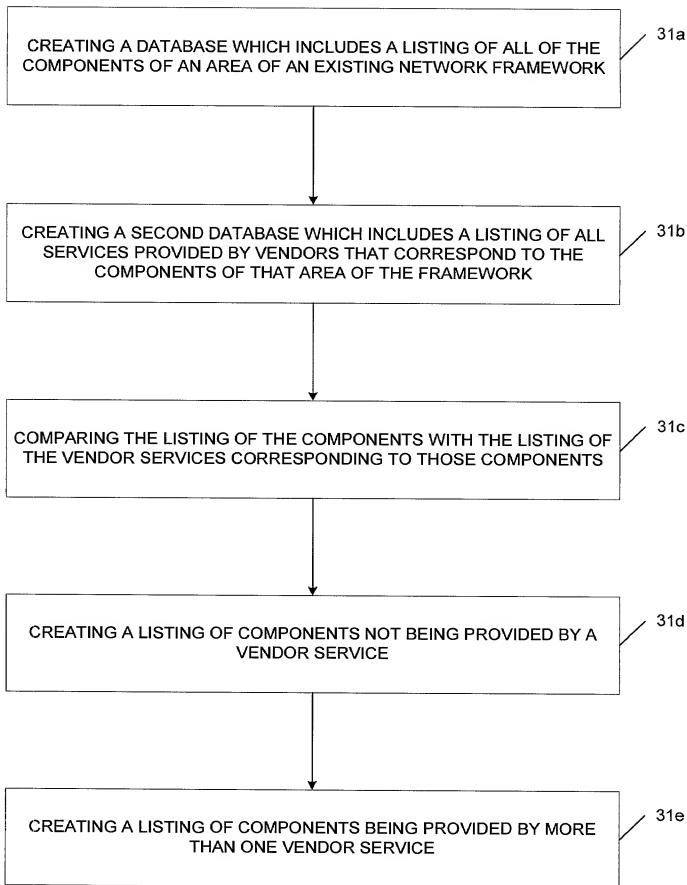 CREATING A DATABASE WHICH INCLUDES A LISTING OF ALL OF THE
COMPONENTS OF AN AREA OF AN EXISTING NETWORK FRAMEWORK
31a
CREATING A SECOND DATABASE WHICH INCLUDES A LISTING OF ALL
SERVICES PROVIDED BY VENDORS THAT CORRESPOND TO THE
COMPONENTS OF THAT AREA OF THE FRAMEWORK
31b
COMPARING THE LISTING OF THE COMPONENTS WITH THE LISTING OF
THE VENDOR SERVICES CORRESPONDING TO THOSE COMPONENTS
31c
CREATING A LISTING OF COMPONENTS NOT BEING PROVIDED BY A
VENDOR SERVICE
31d
CREATING A LISTING OF COMPONENTS BEING PROVIDED BY MORE
THAN ONE VENDOR SERVICE
31e